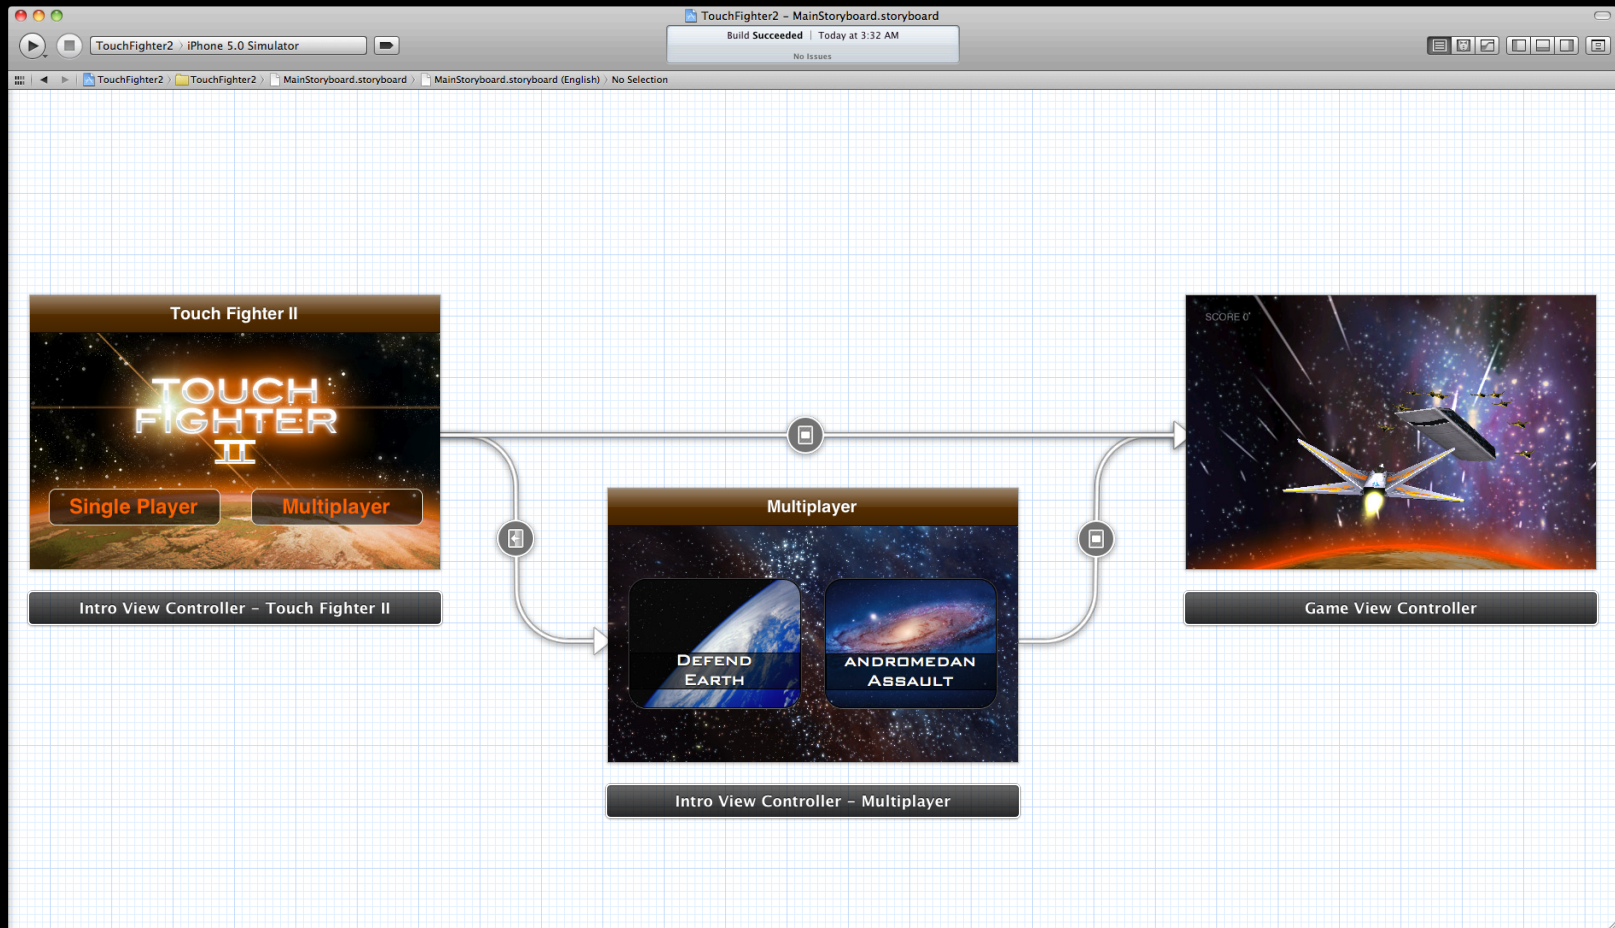 TouchFighter2 – MainStoryboard.storyboard
TouchFighter2 iPhone 5.0 Simulator
Build Succeeded | Today at 3:32 AM
No Issues
TouchFighter2 TouchFighter2 MainStoryboard.storyboard MainStoryboard.storyboard (English) No Selection
Touch Fighter II
TOUCH
FIGHTER
II
Single Player Multiplayer
Intro View Controller – Touch Fighter II
Multiplayer
DEFEND
EARTH
ANDROMEDAN
ASSAULT
Intro View Controller – Multiplayer
SCORE 0
Game View Controller